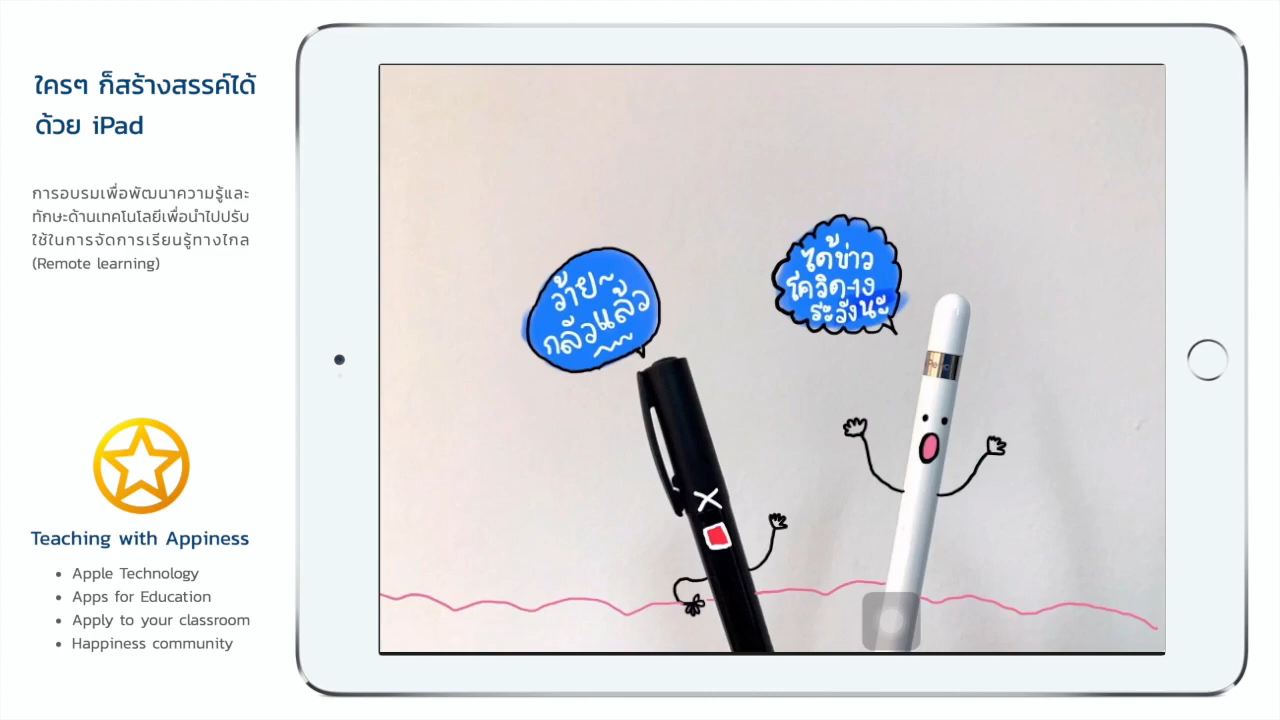 ใครๆ ก็สร้างสรรค์ได้
ด้วย iPad
การอบรมเพื่อพัฒนาความรู้และ
ทักษะด้านเทคโนโลยีเพื่อนำไปปรับ
ใช้ในการจัดการเรียนรู้ทางไกล
(Remote learning)
Teaching with Appiness
• Apple Technology
• Apps for Education
• Apply to your classroom
• Happiness community
ว้าย~
กลัวแล้ว
ได้ข่าว
โควิด-19
ระวังนะ